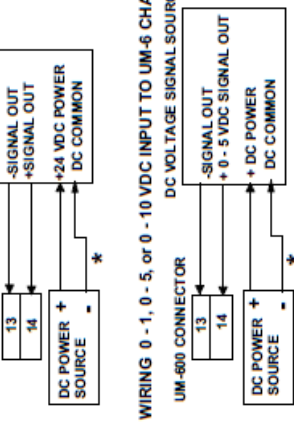 -SIGNAL OUT
+SIGNAL OUT
+24 VDC POWER
DC COMMON
13
14
DC POWER +
SOURCE -
*
WIRING 0 - 1, 0 - 5, or 0 - 10 VDC INPUT TO UM-6
DC VOLTAGE SIGNAL
UM-600 CONNECTOR
-SIGNAL OUT
+ 0 - 5 VDC SIGNAL OUT
+ DC POWER
DC COMMON
13
14
DC POWER +
SOURCE -
*